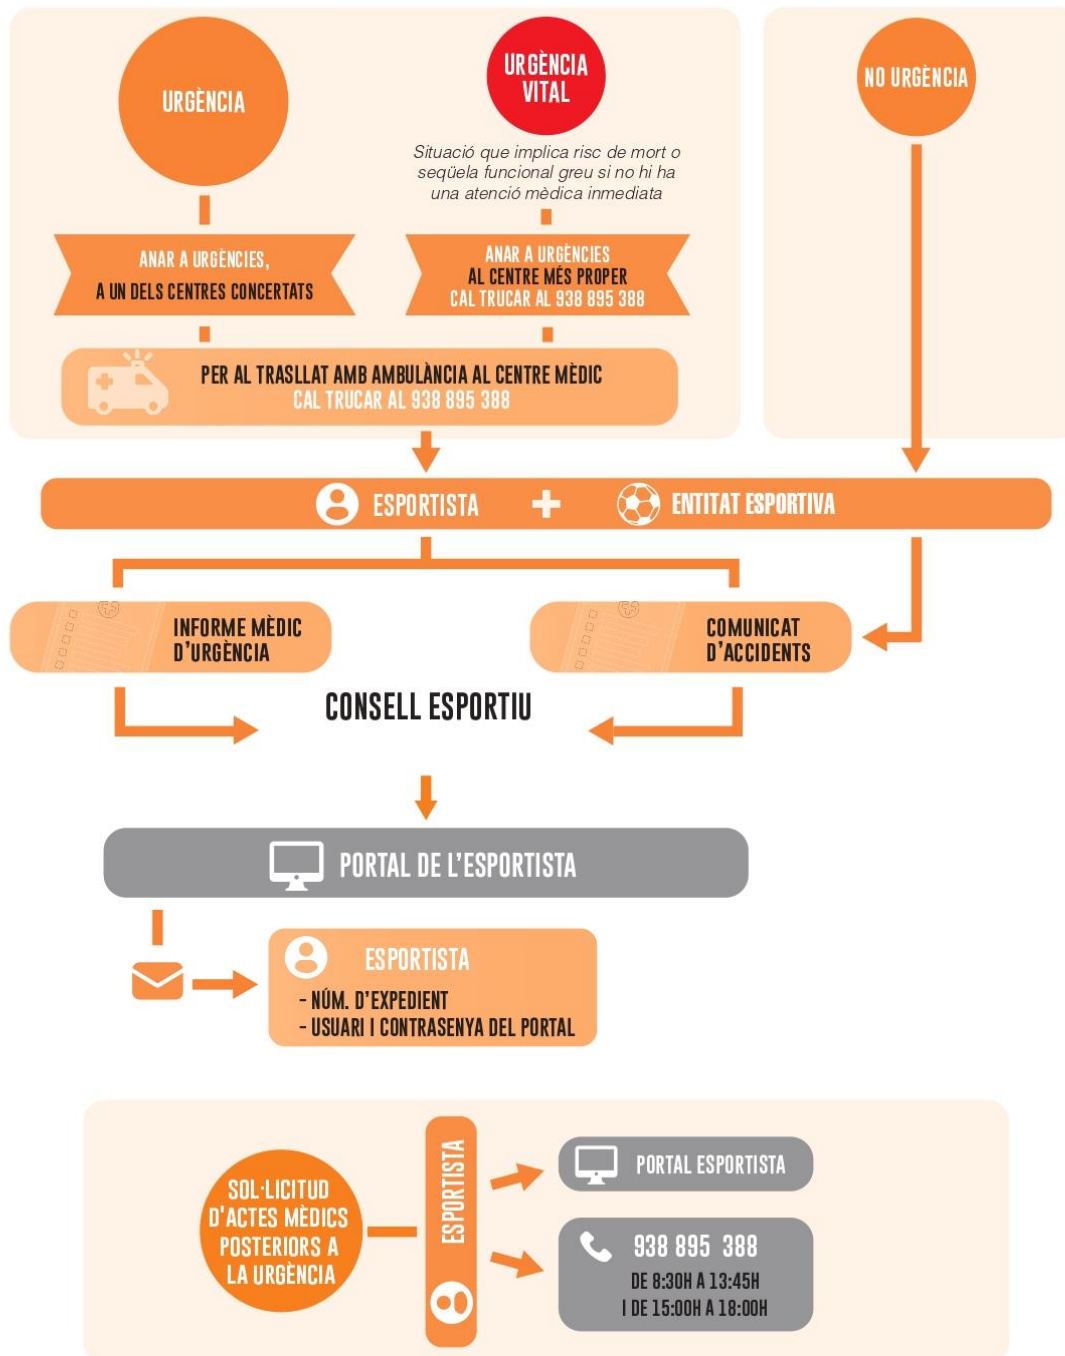 URGÈNCIA
URGÈNCIA
VITAL
Situació que implica risc de mort o
seqüela funcional greu si no hi ha
una atenció mèdica inmediata
NO URGÈNCIA
ANAR A URGÈNCIES,
A UN DELS CENTRES CONCERTATS
ANAR A URGÈNCIES
AL CENTRE MÉS PROPER
CAL TRUCAR AL 938 895 388
PER AL TRASLLAT AMB AMBULÀNCIA AL CENTRE MÈDIC
CAL TRUCAR AL 938 895 388
ESPORTISTA
ENTITAT ESPORTIVA
INFORME MÈDIC
D'URGÈNCIA
COMUNICAT
D'ACCIDENTS
CONSELL ESPORTIU
PORTAL DE L'ESPORTISTA
ESPORTISTA
- NÚM. D'EXPEDIENT
- USUARI I CONTRASENYA DEL PORTAL
SOL·LICITUD
D'ACTES MÈDICS
POSTERIORS A
LA URGÈNCIA
ESPORTISTA
PORTAL ESPORTISTA
938 895 388
DE 8:30H A 13:45H
I DE 15:00H A 18:00H